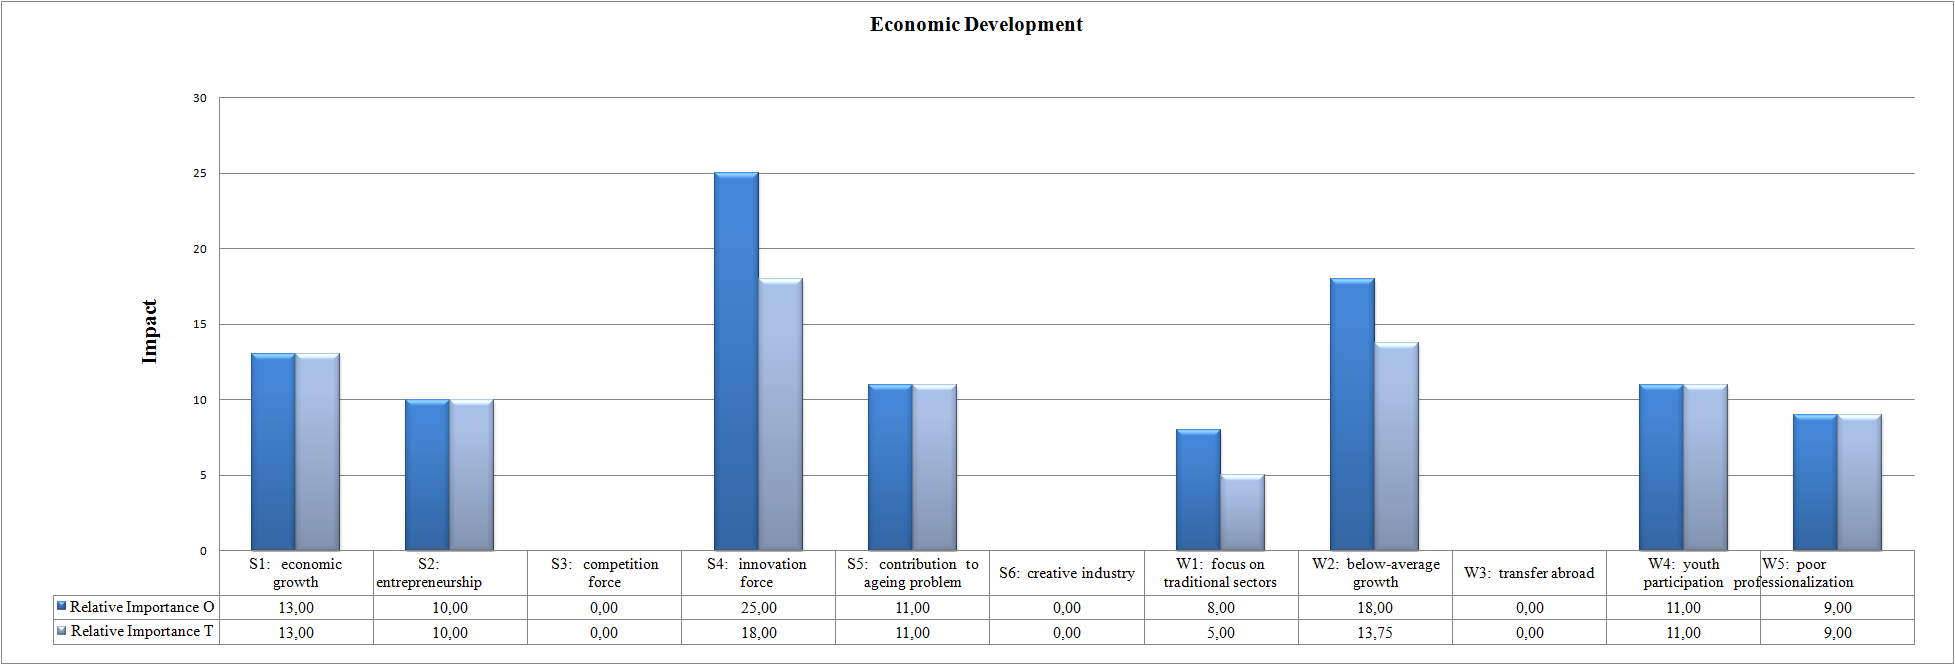 Economic Development
30
25
20
15
10
5
0
Impact
S1: economic growth
S2: entrepreneurship
S3: competition force
S4: innovation force
S5: contribution to ageing problem
S6: creative industry
W1: focus on traditional sectors
W2: below-average growth
W3: transfer abroad
W4: youth participation
W5: poor professionalization
Relative Importance O 13,00 10,00 0,00 25,00 11,00 0,00 8,00 18,00 0,00 11,00 9,00
Relative Importance T 13,00 10,00 0,00 18,00 11,00 0,00 5,00 13,75 0,00 11,00 9,00